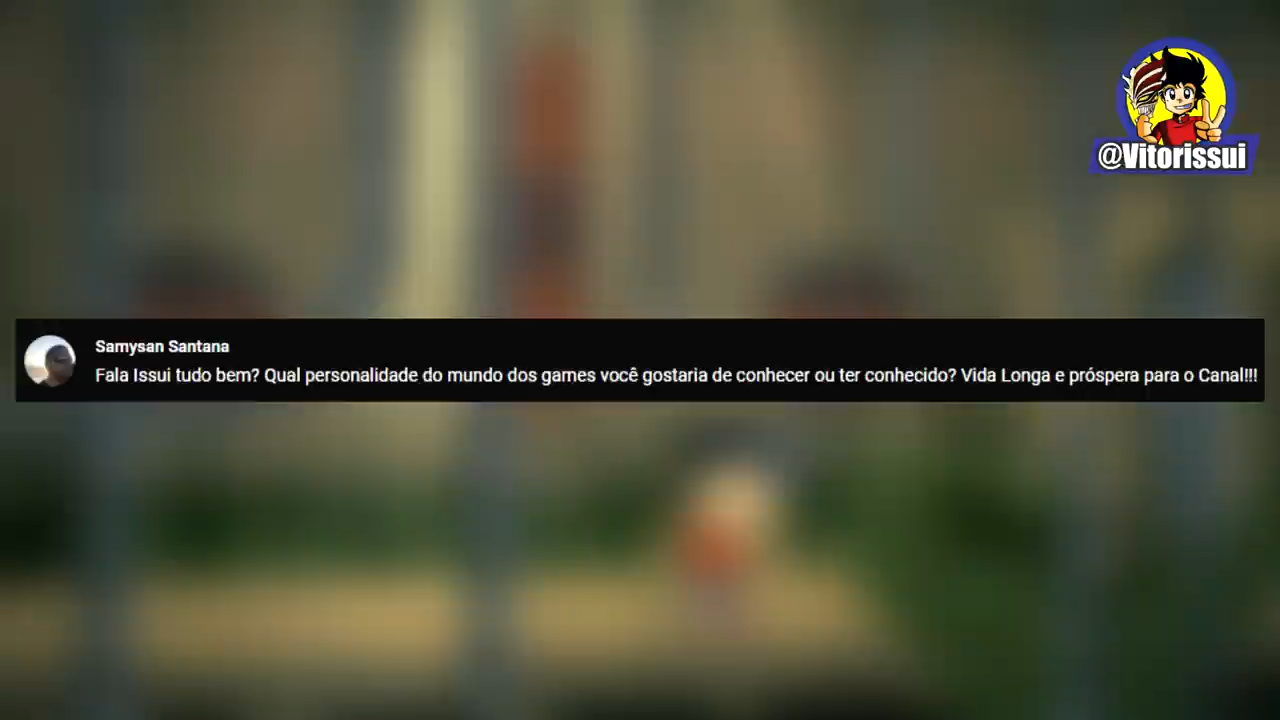 @Vitorissui
Samysan Santana
Fala Issui tudo bem? Qual personalidade do mundo dos games você gostaria de conhecer ou ter conhecido? Vida Longa e próspera para o Canal!!!